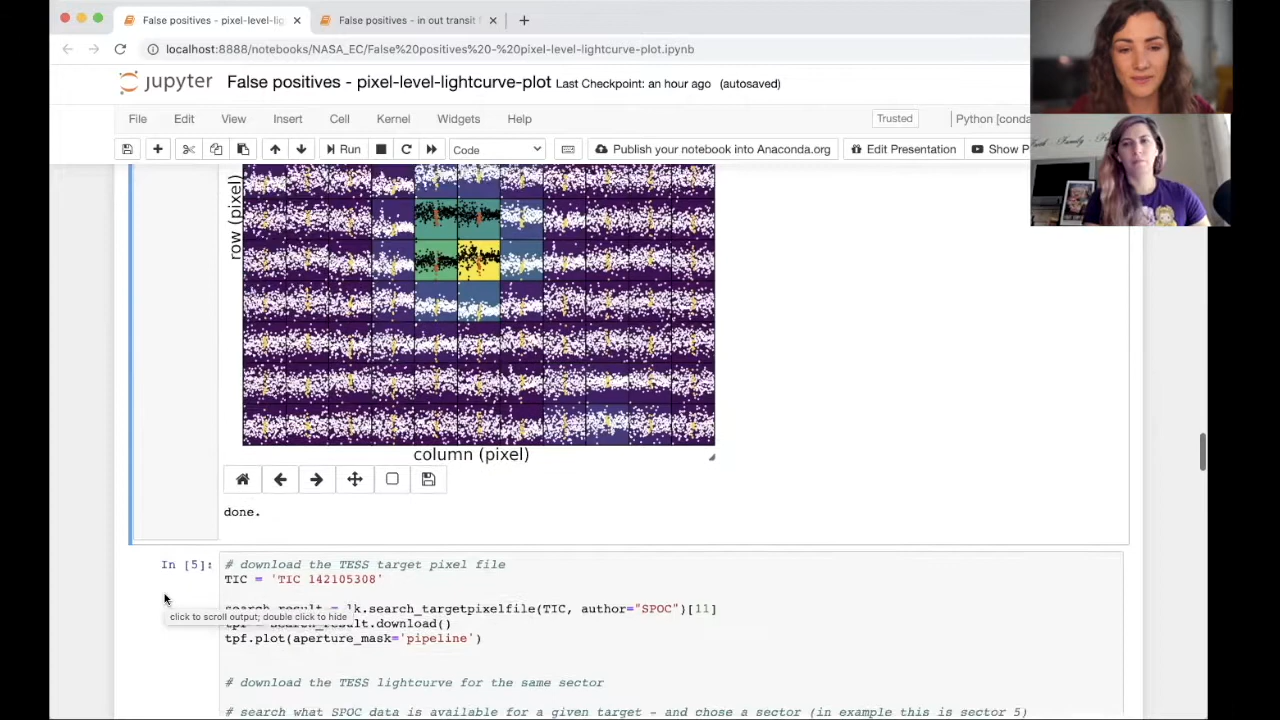 False positives - pixel-level-lig
False positives - in out transit f
localhost:8888/notebooks/NASA_EC/False%20positives%20-%20pixel-level-lightcurve-plot.ipynb
jupyter False positives - pixel-level-lightcurve-plot Last Checkpoint: an hour ago (autosaved)
File Edit View Insert Cell Kernel Widgets Help Trusted Python [conda
Run Code Publish your notebook into Anaconda.org Edit Presentation Show P
row (pixel)
column (pixel)
done.
In [5]:
# download the TESS target pixel file
TIC = 'TIC 142105308'
search_result = lk.search_targetpixelfile(TIC, author="SPOC")[11]
click to scroll output; double click to hide
tpf = search_result.download()
tpf.plot(aperture_mask='pipeline')
# download the TESS lightcurve for the same sector
# search what SPOC data is available for a given target - and chose a sector (in example this is sector 5)